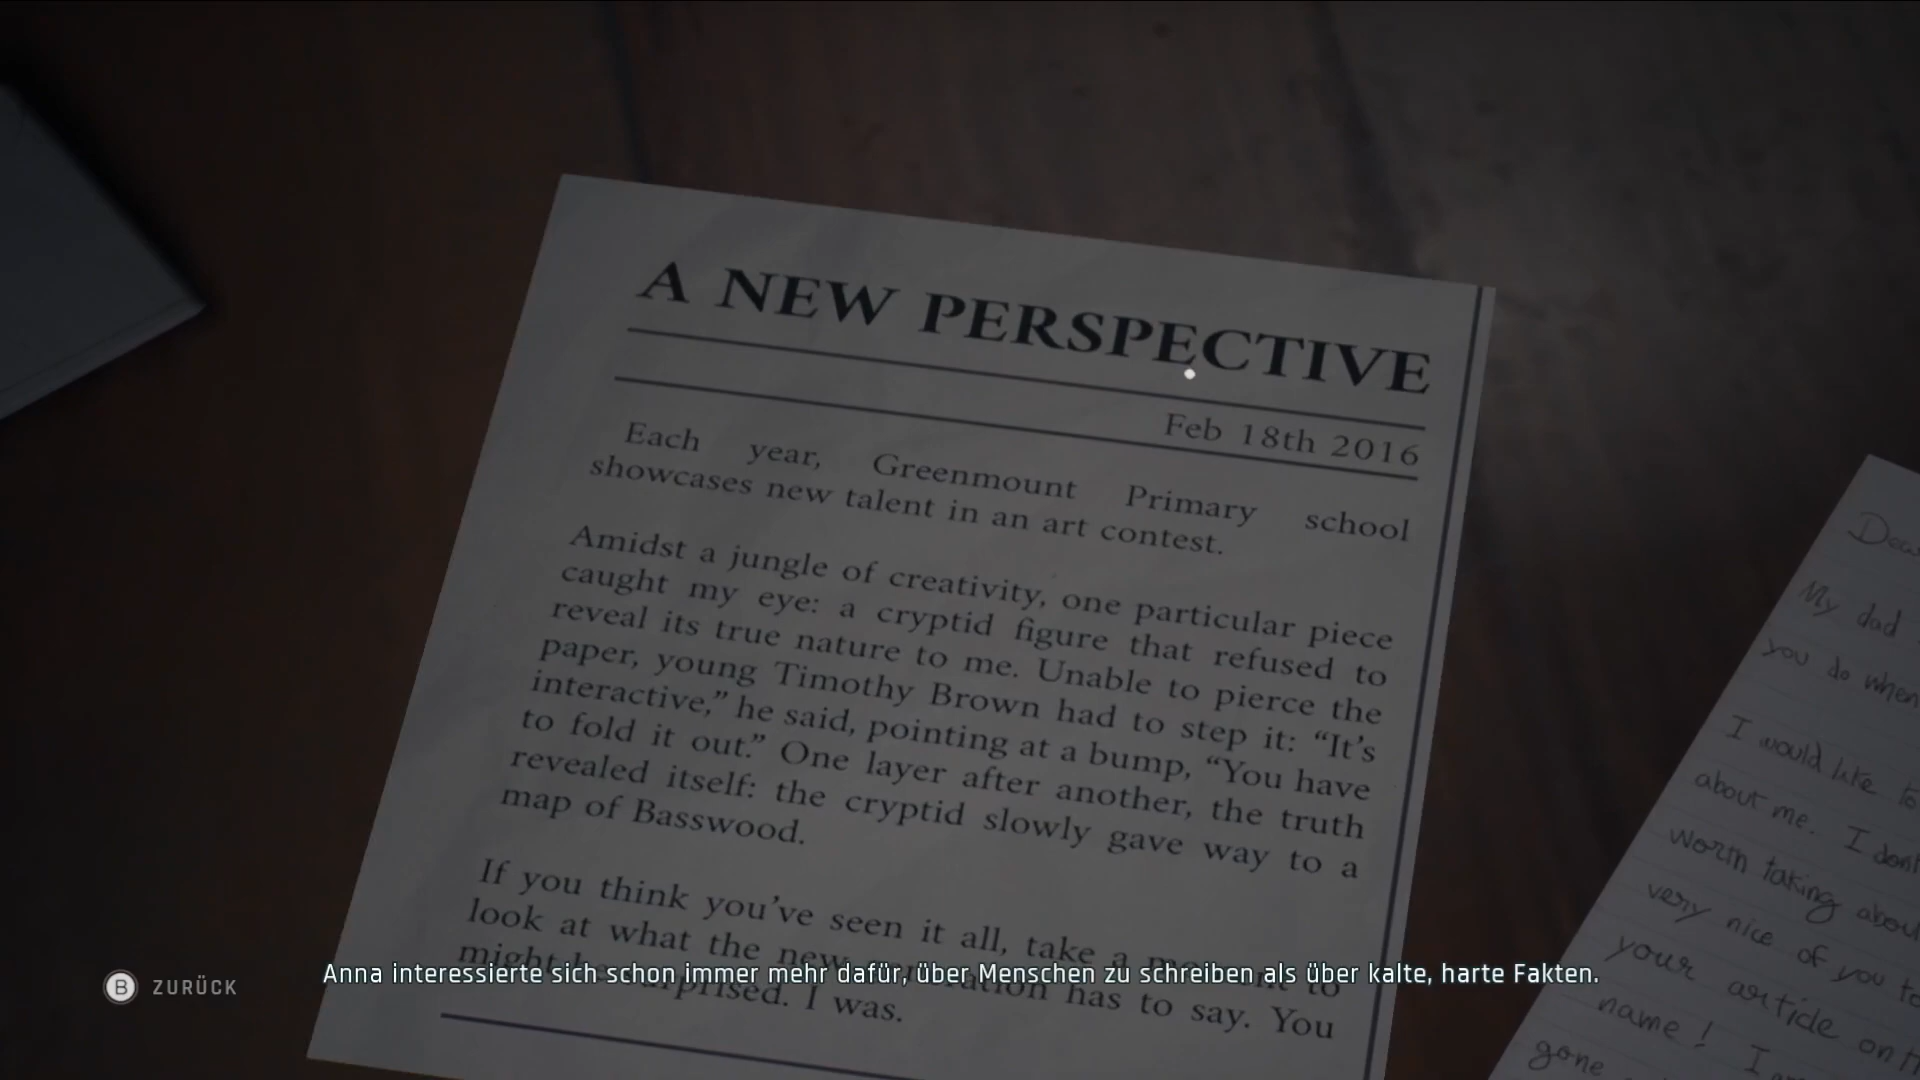 A NEW PERSPECTIVE
Feb 18th 2016
Each year, Greenmount Primary school
showcases new talent in an art contest.
Amidst a jungle of creativity, one particular piece
caught my eye: a cryptid figure that refused to
reveal its true nature to me. Unable to pierce the
paper, young Timothy Brown had to step it: “It’s
interactive,” he said, pointing at a bump, “You have
to fold it out.” One layer after another, the truth
revealed itself: the cryptid slowly gave way to a
map of Basswood.
If you think you’ve seen it all, take a to
look at what the new has to say. You
might I was.
My dad
you do when
I would like to
about me. I dont
worth taking about
very nice of you to
your article on
name! I
gone
B ZURÜCK
Anna interessierte sich schon immer mehr dafür, über Menschen zu schreiben als über kalte, harte Fakten.